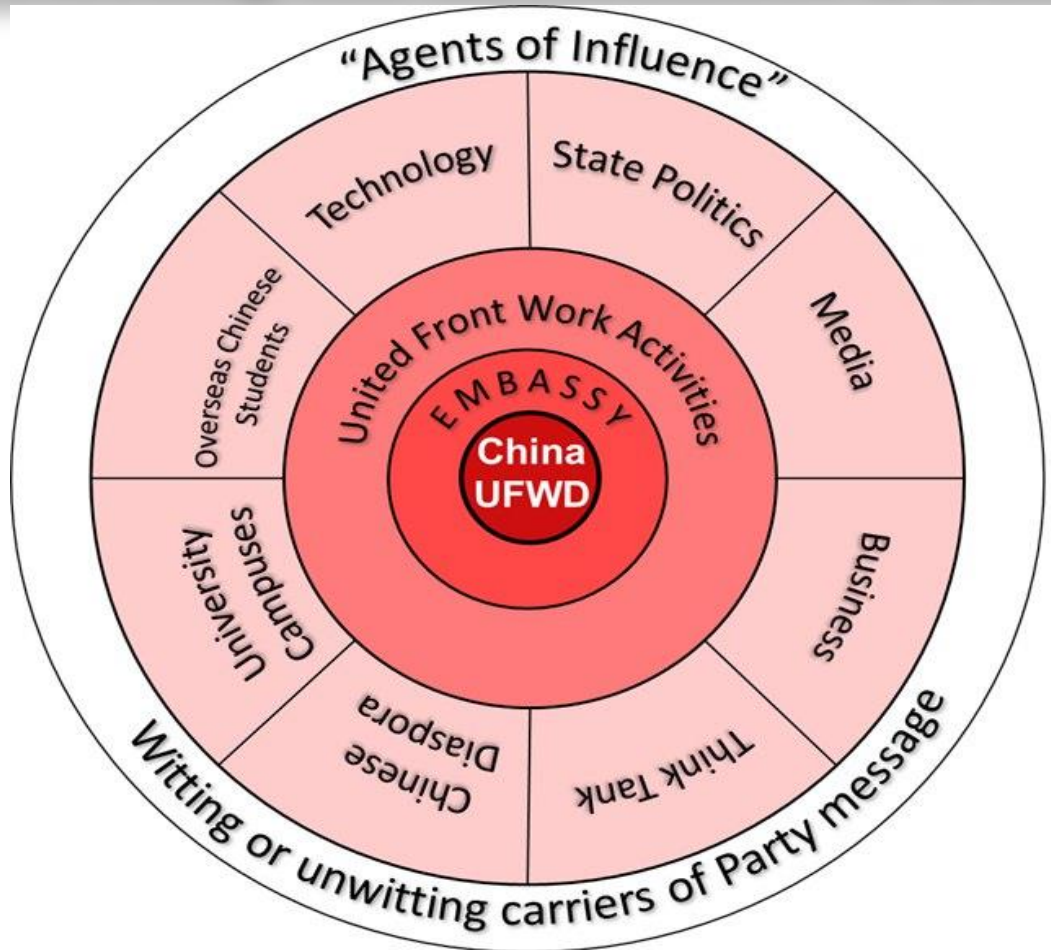 “Agents of Influence”
Technology
State Politics
Media
Business
Think Tank
Chinese
Diaspora
University
Campuses
Overseas Chinese
Students
United Front Work Activities
EMBASSY
China
UFWD
Witting or unwitting carriers of Party message